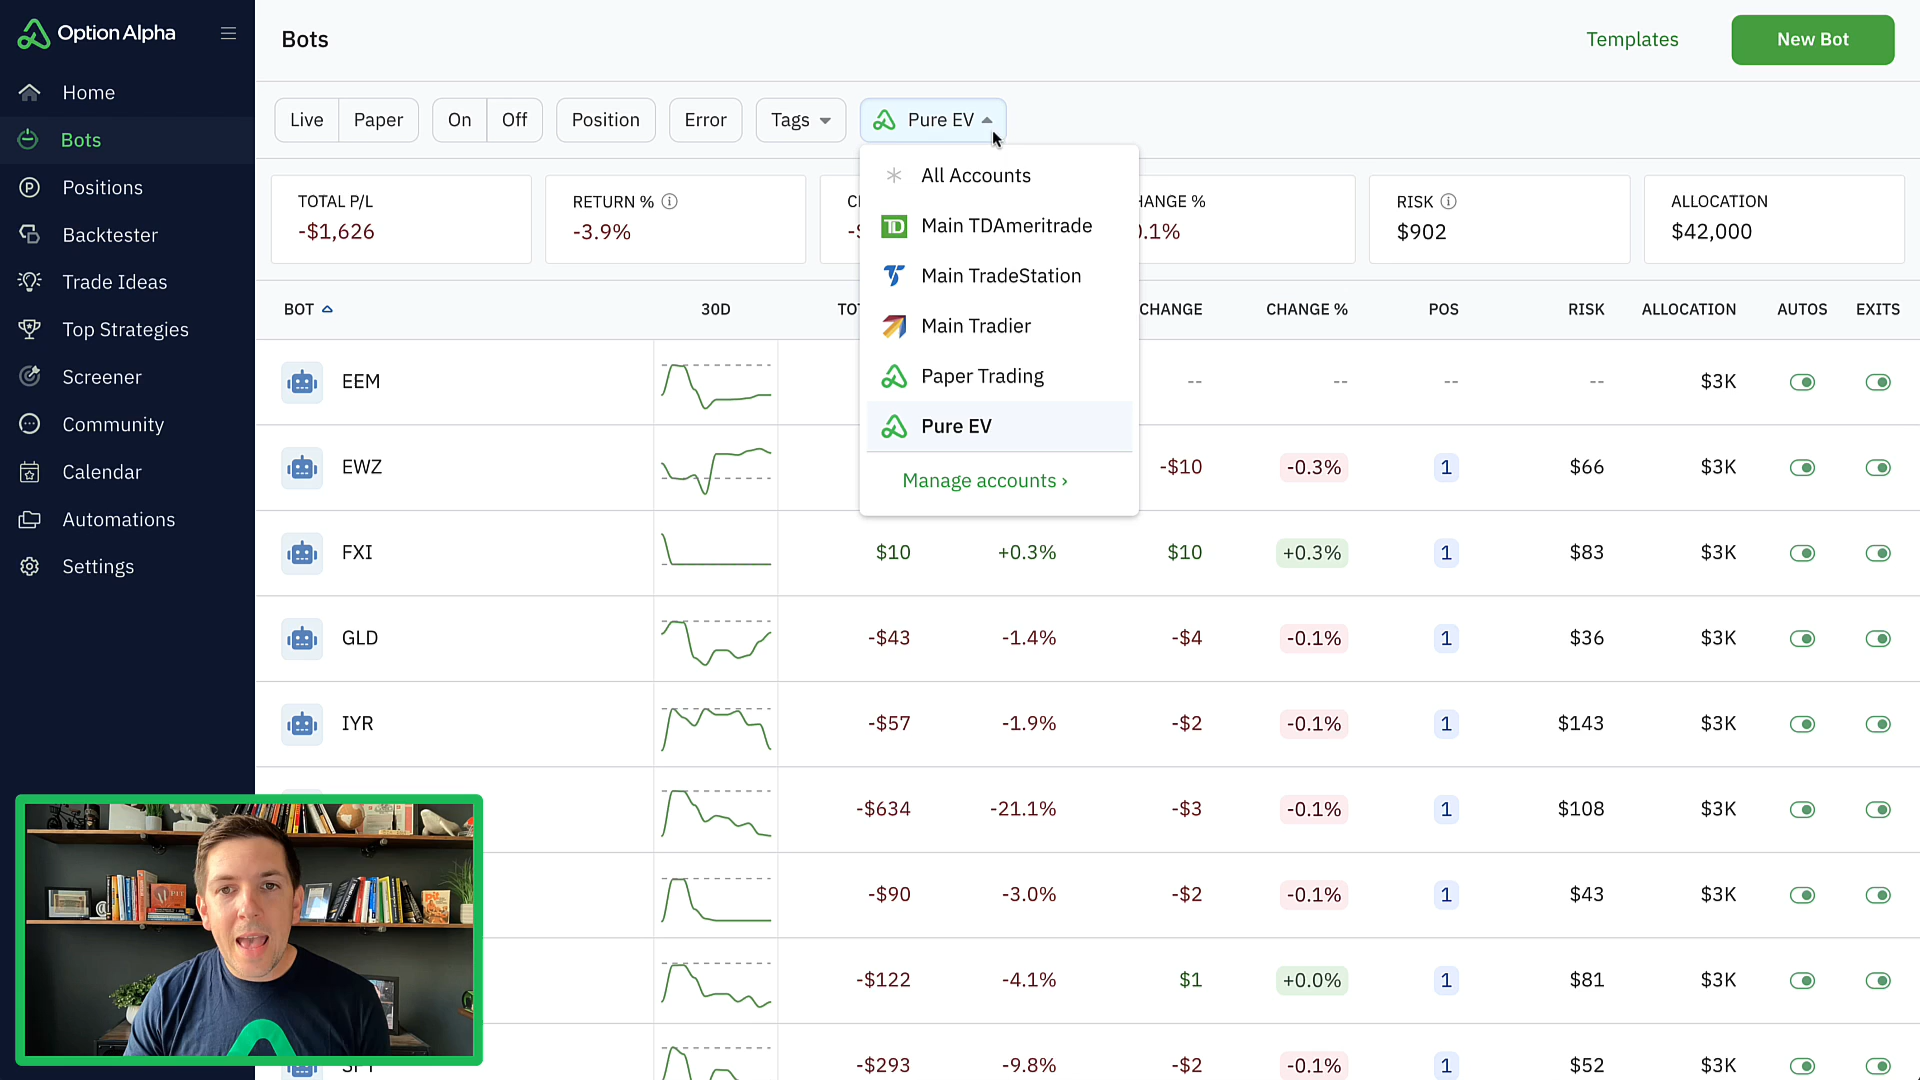 Option Alpha
Home
Bots
Positions
Backtester
Trade Ideas
Top Strategies
Screener
Community
Calendar
Automations
Settings
Bots
Templates
New Bot
Live
Paper
On
Off
Position
Error
Tags
Pure EV
All Accounts
Main TDAmeritrade
Main TradeStation
Main Tradier
Paper Trading
Pure EV
Manage accounts ›
TOTAL P/L
-$1,626
RETURN %
-3.9%
RISK
$902
ALLOCATION
$42,000
BOT
30D
CHANGE
CHANGE %
POS
RISK
ALLOCATION
AUTOS
EXITS
EEM -- -- -- -- $3K
EWZ -$10 -0.3% 1 $66 $3K
FXI $10 +0.3% $10 +0.3% 1 $83 $3K
GLD -$43 -1.4% -$4 -0.1% 1 $36 $3K
IYR -$57 -1.9% -$2 -0.1% 1 $143 $3K
-$634 -21.1% -$3 -0.1% 1 $108 $3K
-$90 -3.0% -$2 -0.1% 1 $43 $3K
-$122 -4.1% $1 +0.0% 1 $81 $3K
-$293 -9.8% -$2 -0.1% 1 $52 $3K